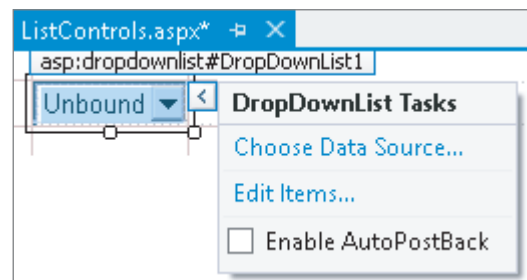 ListControls.aspx*
asp:dropdownlist#DropDownList1
Unbound
DropDownList Tasks
Choose Data Source...
Edit Items...
Enable AutoPostBack